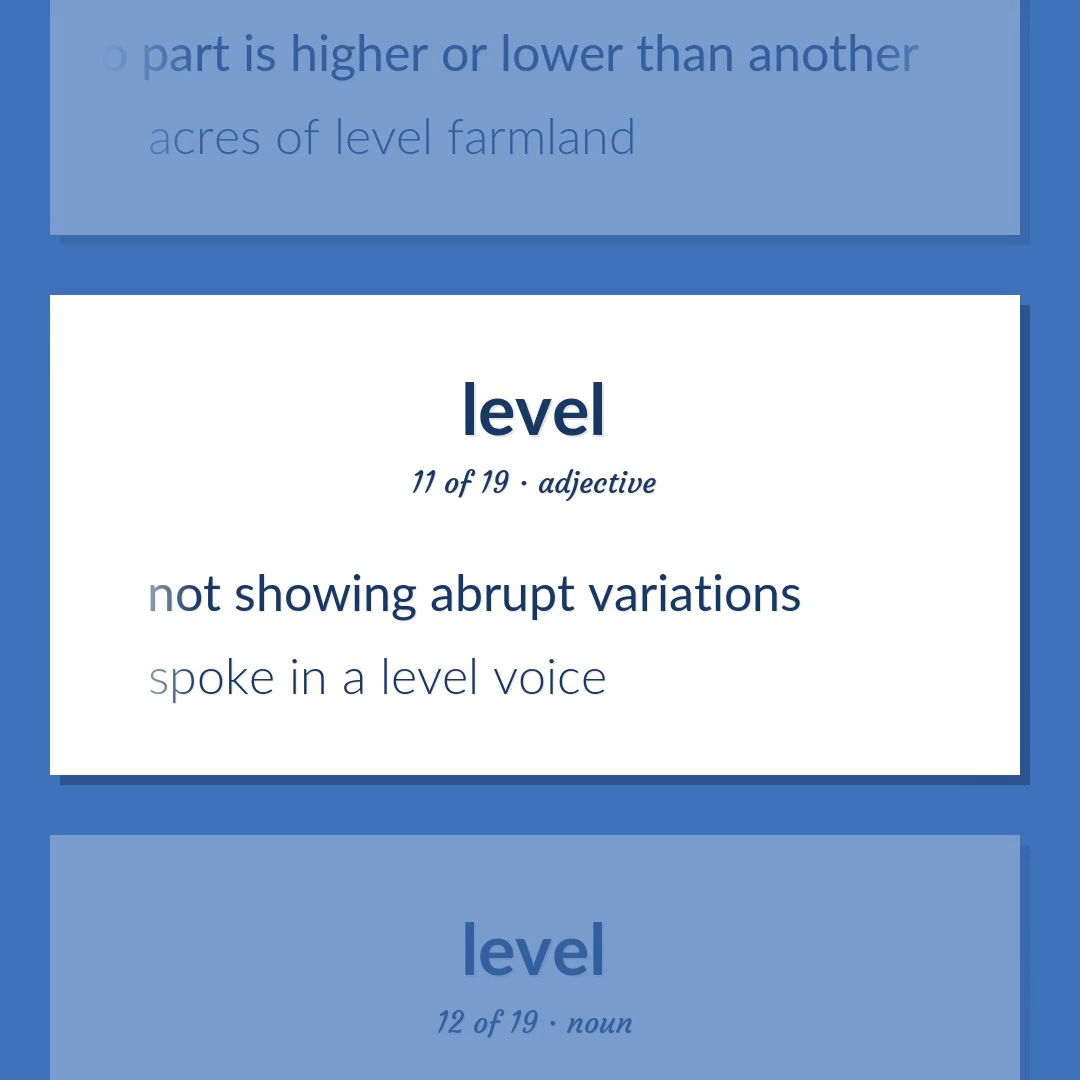 o part is higher or lower than another
acres of level farmland
level
11 of 19 · adjective
not showing abrupt variations
spoke in a level voice
level
12 of 19 · noun